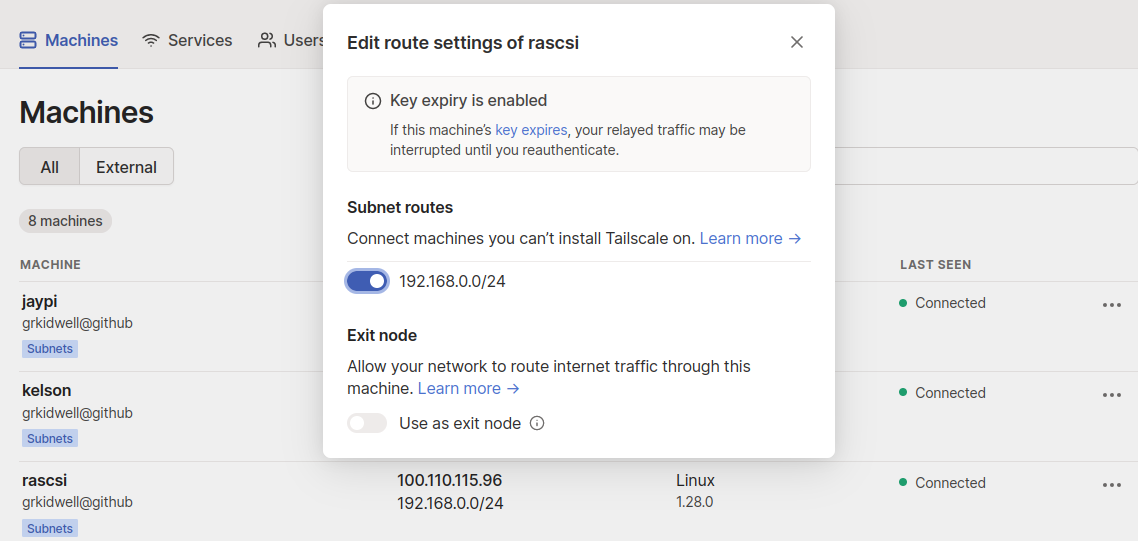 Machines Services Users
Machines
All External
8 machines
MACHINE LAST SEEN
jaypi
grkidwell@github
Subnets
Connected
kelson
grkidwell@github
Subnets
Connected
rascsi
grkidwell@github
Subnets
100.110.115.96
192.168.0.0/24
Linux
1.28.0
Connected
Edit route settings of rascsi
Key expiry is enabled
If this machine’s key expires, your relayed traffic may be
interrupted until you reauthenticate.
Subnet routes
Connect machines you can’t install Tailscale on. Learn more →
192.168.0.0/24
Exit node
Allow your network to route internet traffic through this
machine. Learn more →
Use as exit node